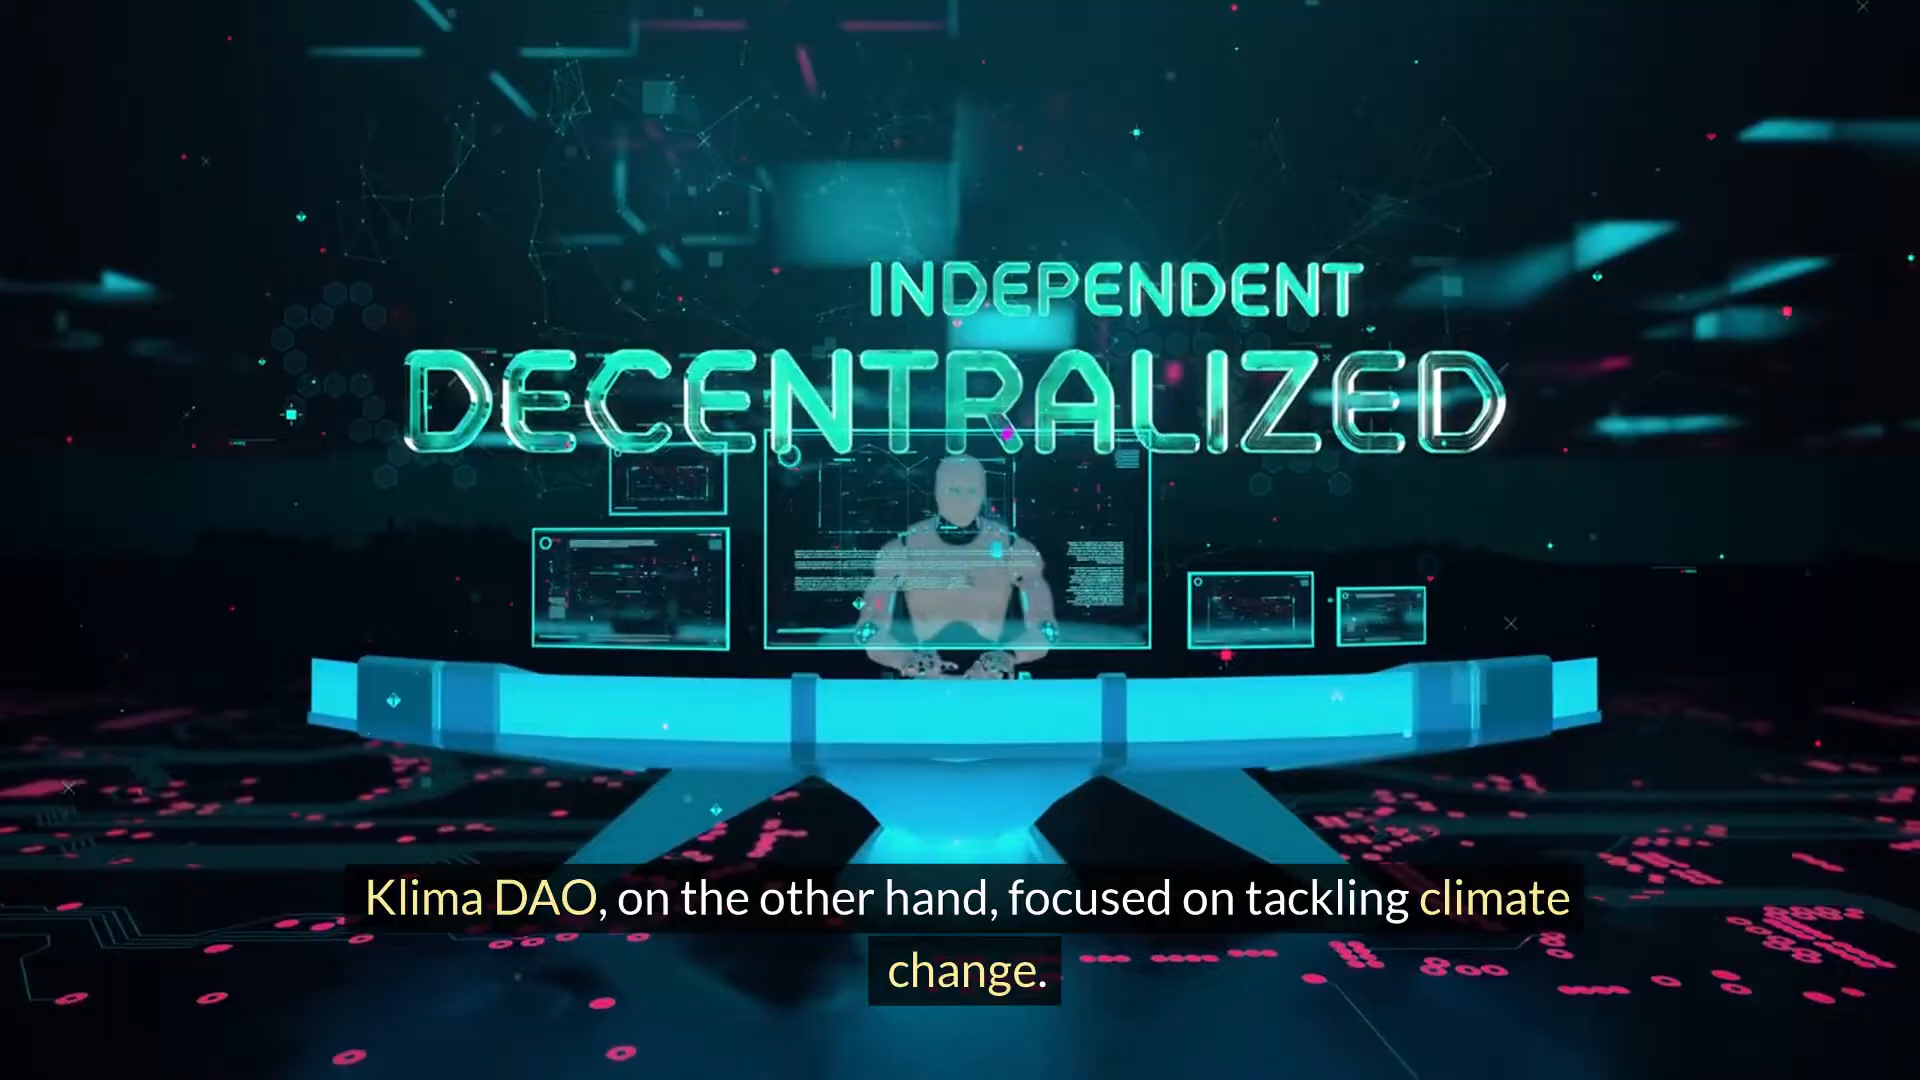 INDEPENDENT
DECENTRALIZED
Klima DAO, on the other hand, focused on tackling climate
change.